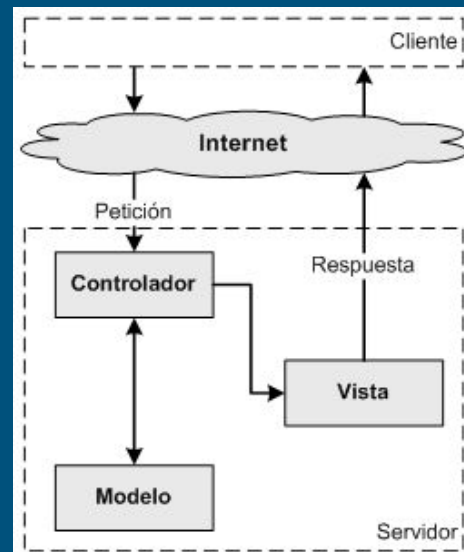 Cliente
Internet
Petición
Respuesta
Controlador
Vista
Modelo
Servidor